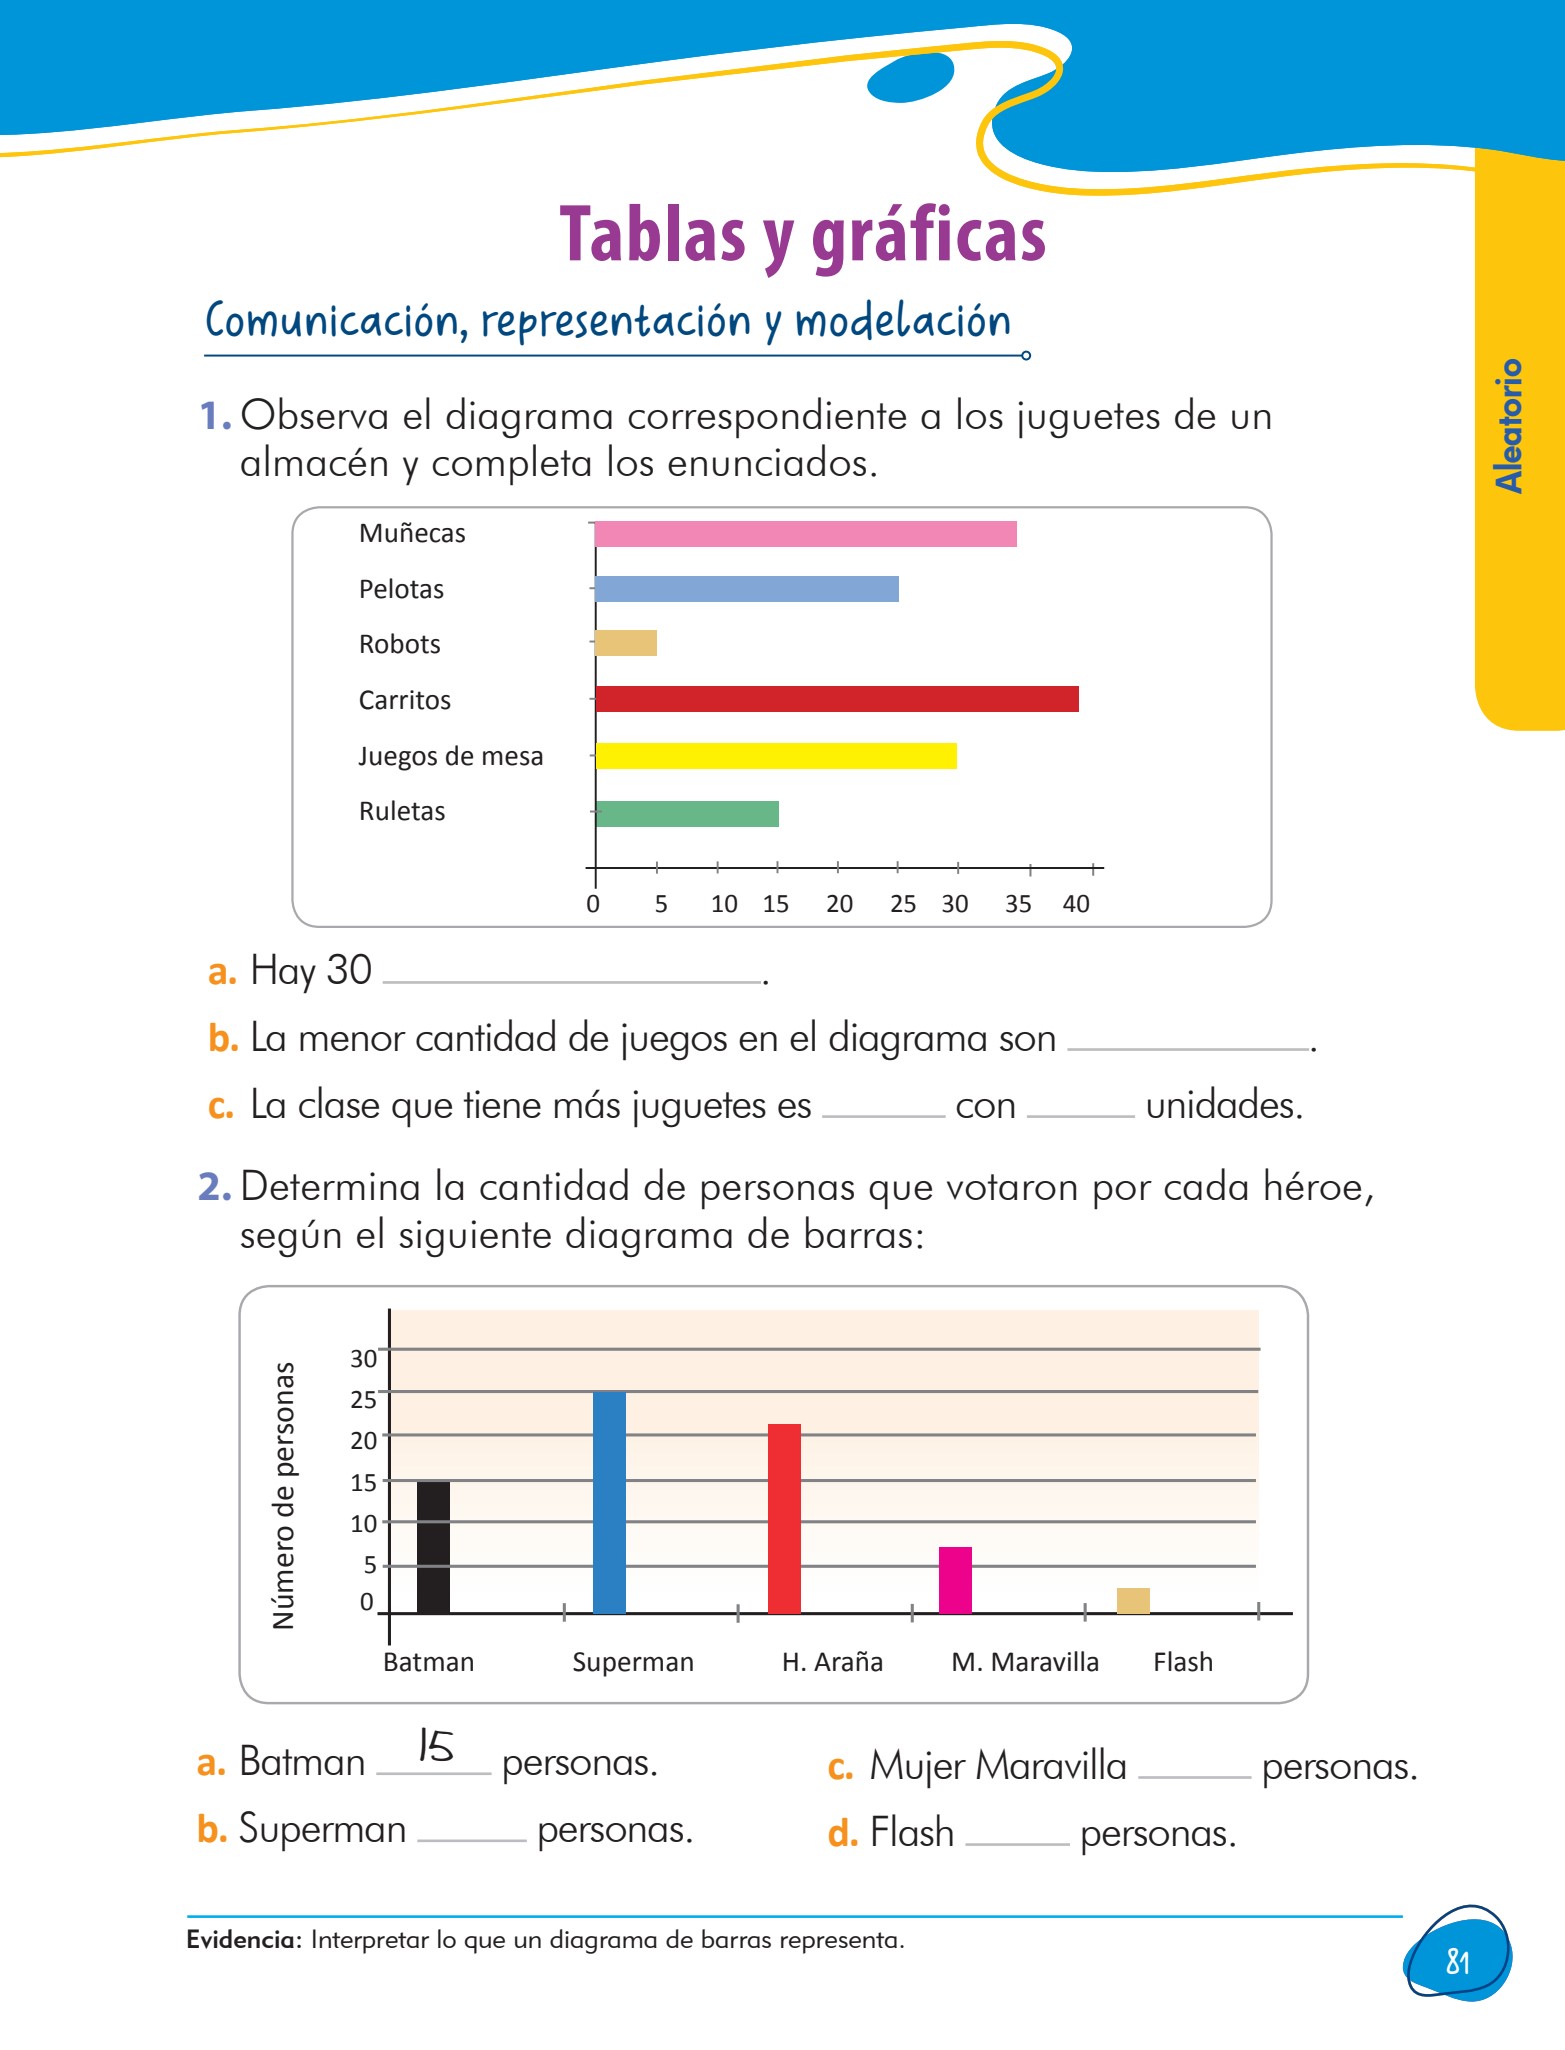 Tablas y gráficas
Comunicación, representación y modelación
Aleatorio
1. Observa el diagrama correspondiente a los juguetes de un
almacén y completa los enunciados.
Muñecas
Pelotas
Robots
Carritos
Juegos de mesa
Ruletas
0 5 10 15 20 25 30 35 40
a. Hay 30 ____________________.
b. La menor cantidad de juegos en el diagrama son ____________.
c. La clase que tiene más juguetes es ______ con ______ unidades.
2. Determina la cantidad de personas que votaron por cada héroe,
según el siguiente diagrama de barras:
Número de personas
30
25
20
15
10
5
0
Batman Superman H. Araña M. Maravilla Flash
a. Batman 15 personas.
b. Superman ______ personas.
c. Mujer Maravilla ______ personas.
d. Flash ______ personas.
Evidencia: Interpretar lo que un diagrama de barras representa.
81